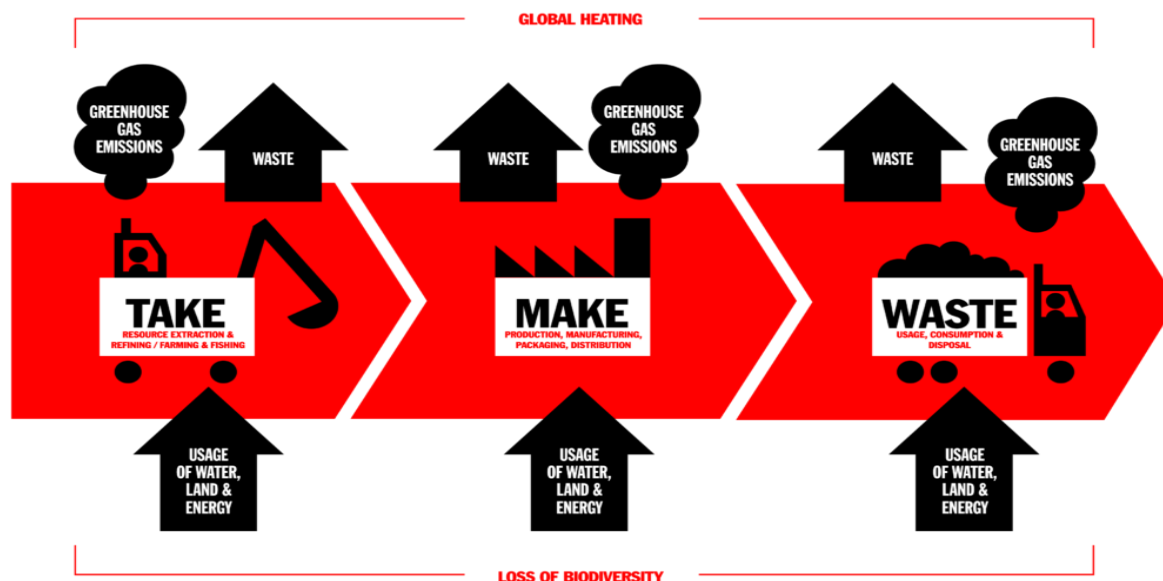 GLOBAL HEATING
GREENHOUSE
GAS
EMISSIONS
WASTE
WASTE
GREENHOUSE
GAS
EMISSIONS
WASTE
GREENHOUSE
GAS
EMISSIONS
TAKE
RESOURCE EXTRACTION &
REFINING / FARMING & FISHING
MAKE
PRODUCTION, MANUFACTURING,
PACKAGING, DISTRIBUTION
WASTE
USAGE, CONSUMPTION &
DISPOSAL
USAGE
OF WATER,
LAND &
ENERGY
USAGE
OF WATER,
LAND &
ENERGY
USAGE
OF WATER,
LAND &
ENERGY
LOSS OF BIODIVERSITY